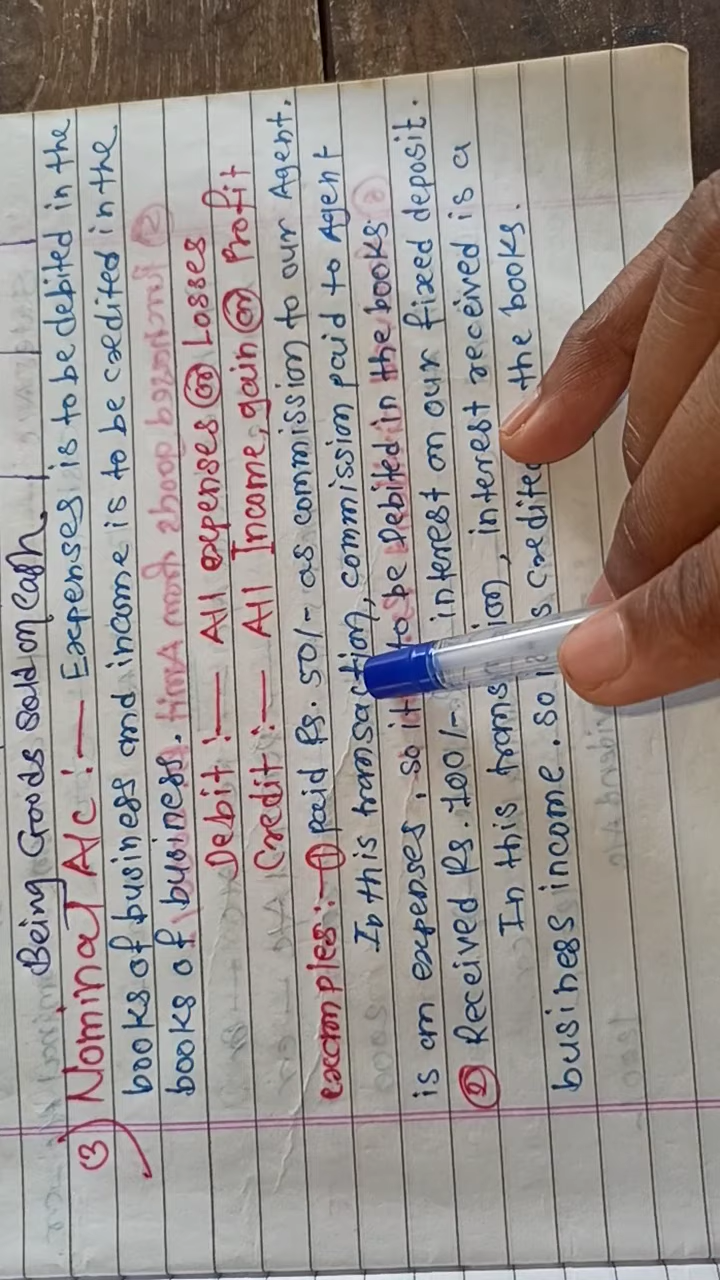 Being Goods Sold on Cash.
③ Nominal A/c :— Expenses is to be debited in the
books of business and income is to be credited in the
books of business.
Debit :— All expenses or Losses
Credit :— All Income, gain or Profit
examples :- ① Paid Rs. 50/- as commission to our Agent.
In this transaction, commission paid to Agent
is an expenses, so it to be Debited in the books.
② Received Rs. 100/- interest on our fixed deposit.
In this trans ion, interest received is a
business income. so i s credited the books.